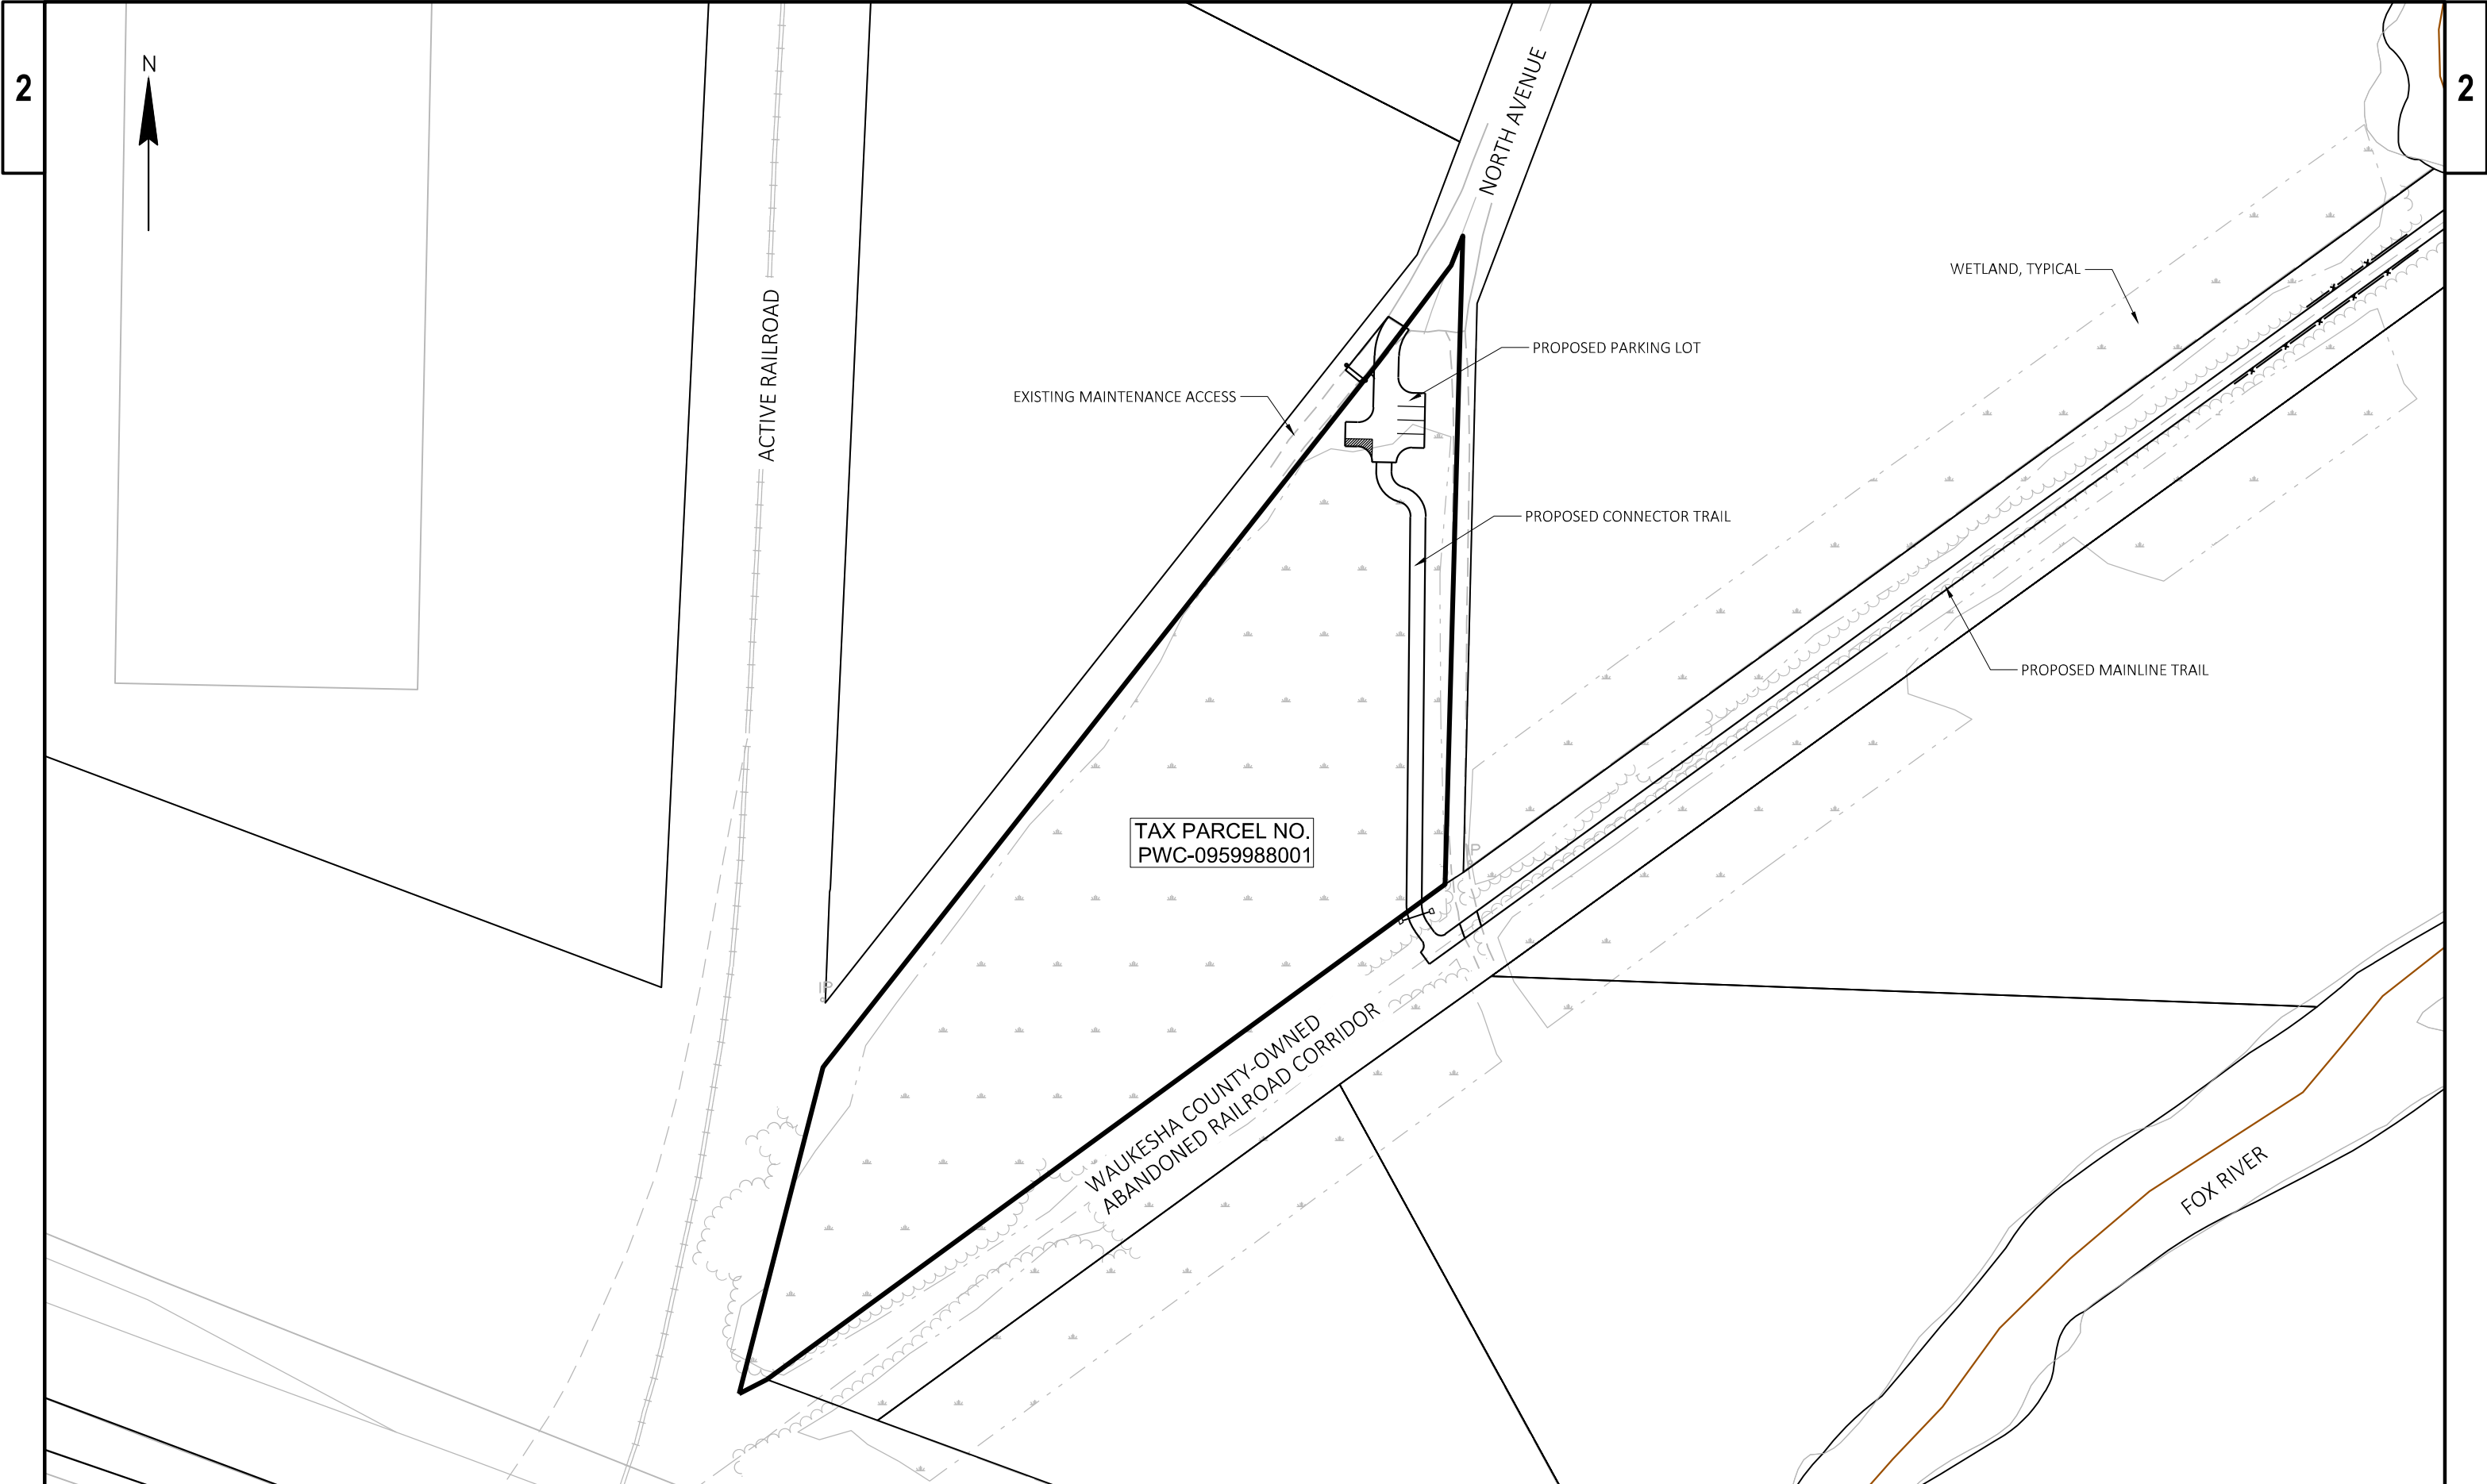 2
N
2
NORTH AVENUE
WETLAND, TYPICAL
ACTIVE RAILROAD
PROPOSED PARKING LOT
EXISTING MAINTENANCE ACCESS
PROPOSED CONNECTOR TRAIL
PROPOSED MAINLINE TRAIL
TAX PARCEL NO.
PWC-0959988001
IP
WAUKESHA COUNTY-OWNED
ABANDONED RAILROAD CORRIDOR
FOX RIVER